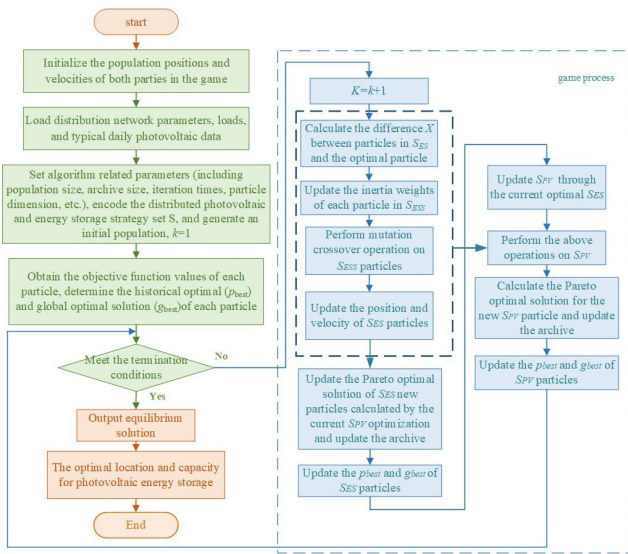 start
Initialize the population positions and
velocities of both parties in the game
Load distribution network parameters, loads,
and typical daily photovoltaic data
Set algorithm related parameters (including
population size, archive size, iteration times, particle
dimension, etc.), encode the distributed photovoltaic
and energy storage strategy set S, and generate an
initial population, k=1
Obtain the objective function values of each
particle, determine the historical optimal (pbest)
and global optimal solution (gbest)of each particle
Meet the termination
conditions
No
Yes
Output equilibrium
solution
The optimal location and capacity
for photovoltaic energy storage
End
game process
K=k+1
Calculate the difference X
between particles in SES
and the optimal particle
Update the inertia weights
of each particle in SESS
Perform mutation
crossover operation on
SESS particles
Update the position and
velocity of SES particles
Update the Pareto optimal
solution of SES new
particles calculated by the
current SPV optimization
and update the archive
Update the pbest and gbest of
SES particles
Update SPV through
the current optimal SES
Perform the above
operations on SPV
Calculate the Pareto
optimal solution for the
new SPV particle and update
the archive
Update the pbest and gbest of
SPV particles